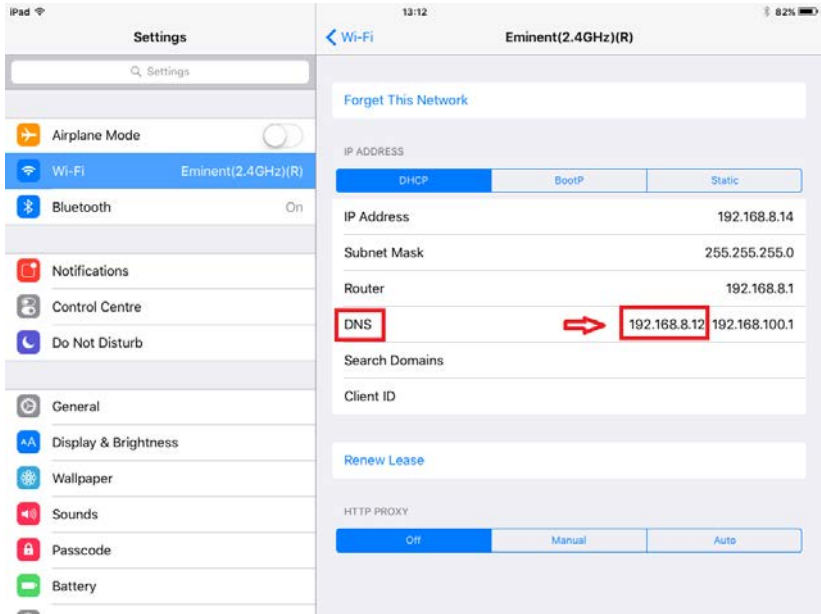 iPad 13:12 82%
Settings
Settings
Airplane Mode
Wi-Fi Eminent(2.4GHz)(R)
Bluetooth On
Notifications
Control Centre
Do Not Disturb
General
AA Display & Brightness
Wallpaper
Sounds
Passcode
Battery
Wi-Fi Eminent(2.4GHz)(R)
Forget This Network
IP ADDRESS
DHCP BootP Static
IP Address 192.168.8.14
Subnet Mask 255.255.255.0
Router 192.168.8.1
DNS 192.168.8.12 192.168.100.1
Search Domains
Client ID
Renew Lease
HTTP PROXY
Off Manual Auto